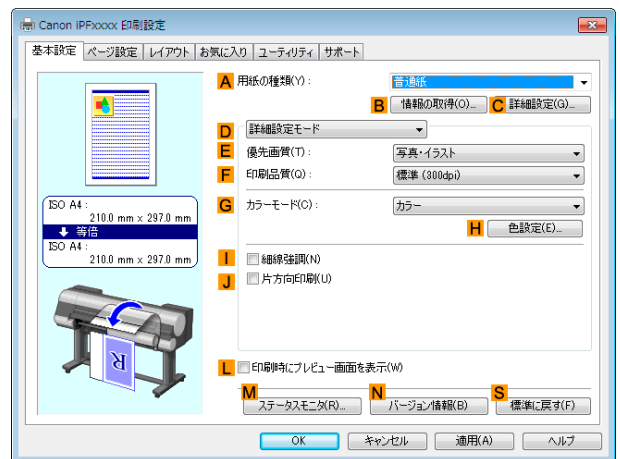 Canon iPFxxxx 印刷設定
基本設定 ページ設定 レイアウト お気に入り ユーティリティ サポート
A 用紙の種類(Y) : 普通紙
B 情報の取得(O)... C 詳細設定(G)...
D 詳細設定モード
E 優先画質(T) : 写真・イラスト
F 印刷品質(Q) : 標準 (300dpi)
G カラーモード(C) : カラー
H 色設定(E)...
I 細線強調(N)
J 片方向印刷(U)
ISO A4 :
210.0 mm x 297.0 mm
等倍
ISO A4 :
210.0 mm x 297.0 mm
R
L 印刷時にプレビュー画面を表示(W)
M ステータスモニタ(R)... N バージョン情報(B) S 標準に戻す(F)
OK キャンセル 適用(A) ヘルプ